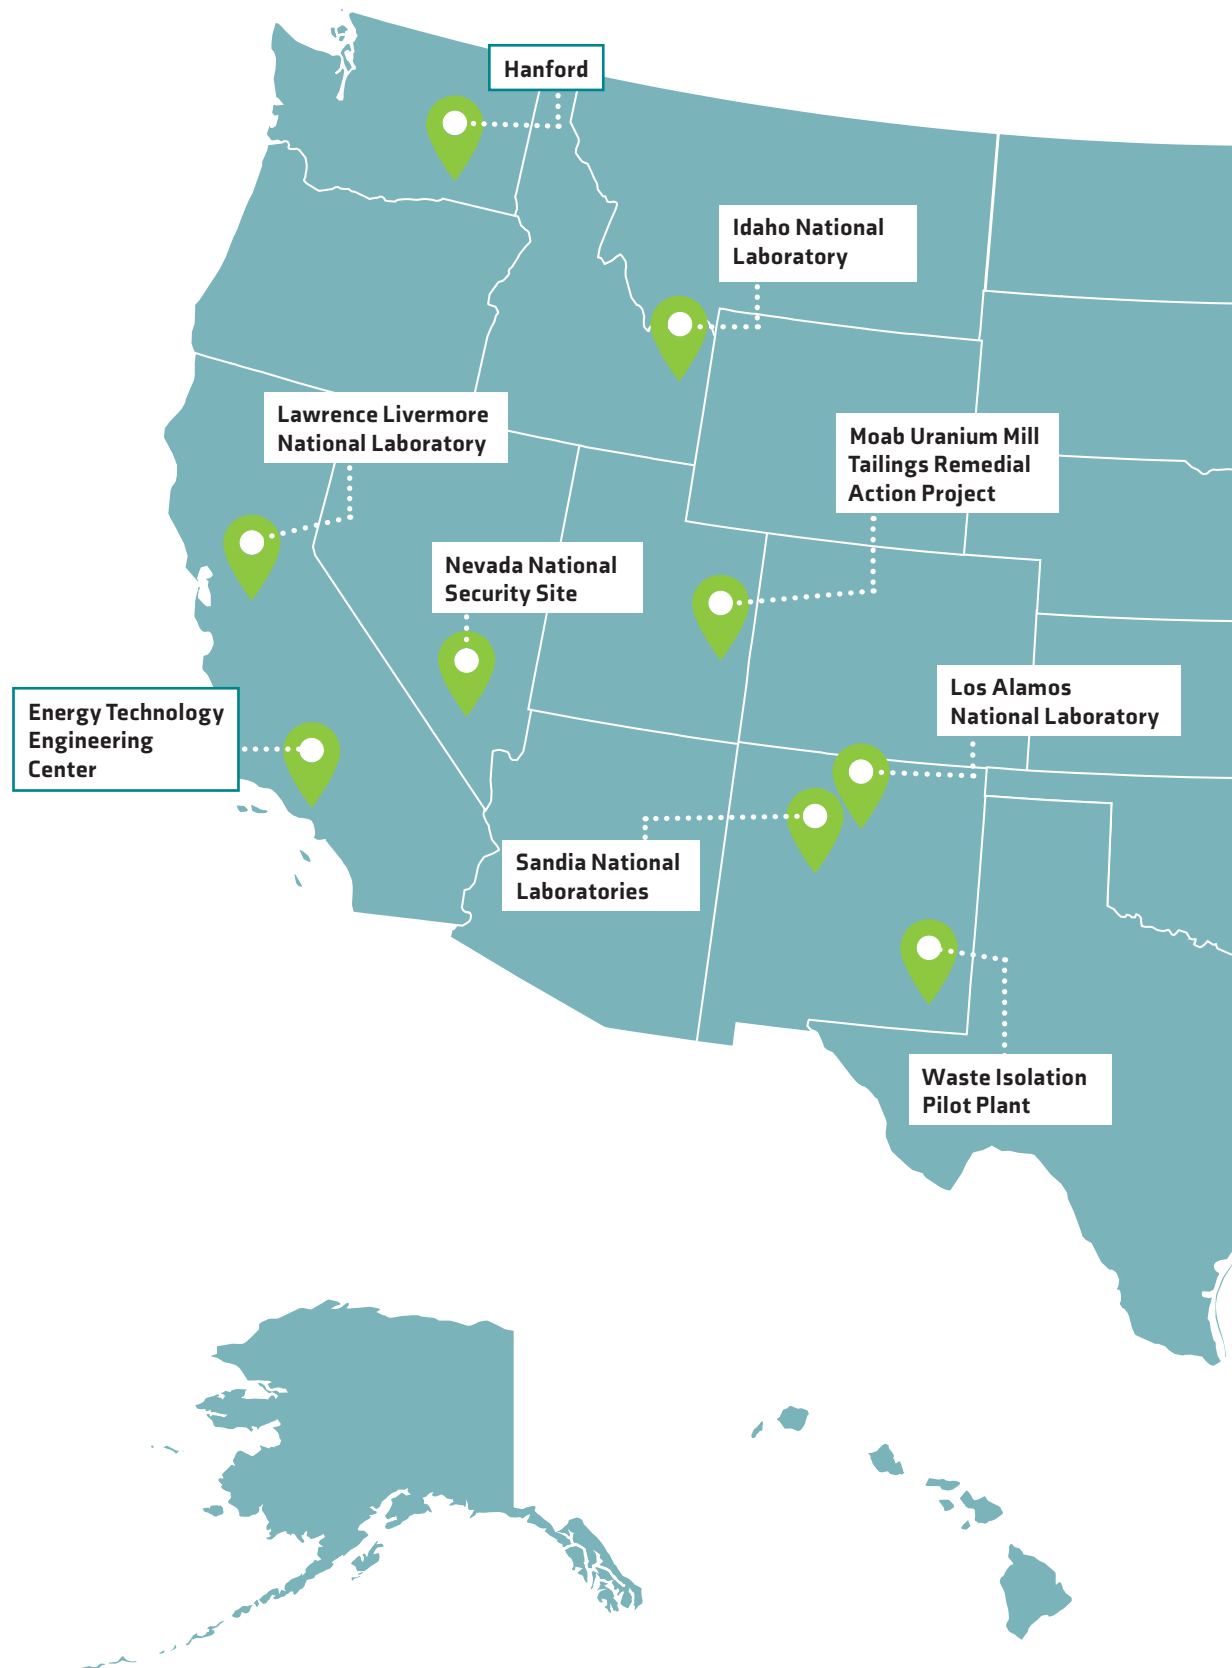 Hanford
Idaho National
Laboratory
Lawrence Livermore
National Laboratory
Moab Uranium Mill
Tailings Remedial
Action Project
Nevada National
Security Site
Los Alamos
National Laboratory
Energy Technology
Engineering
Center
Sandia National
Laboratories
Waste Isolation
Pilot Plant